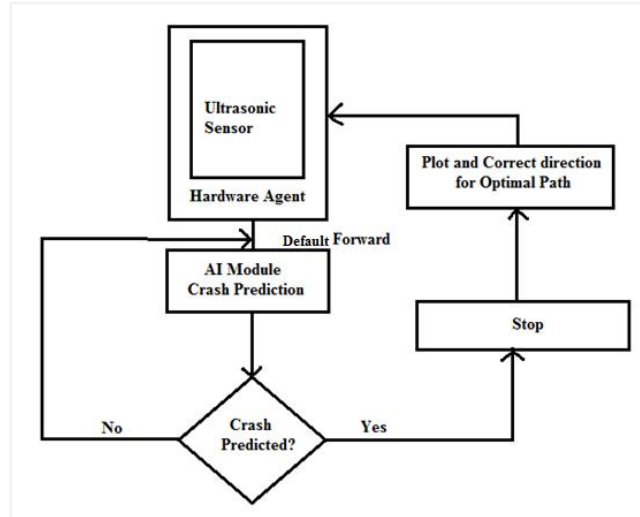 Ultrasonic
Sensor
Hardware Agent
Default Forward
AI Module
Crash Prediction
Crash
Predicted?
No
Yes
Stop
Plot and Correct direction
for Optimal Path